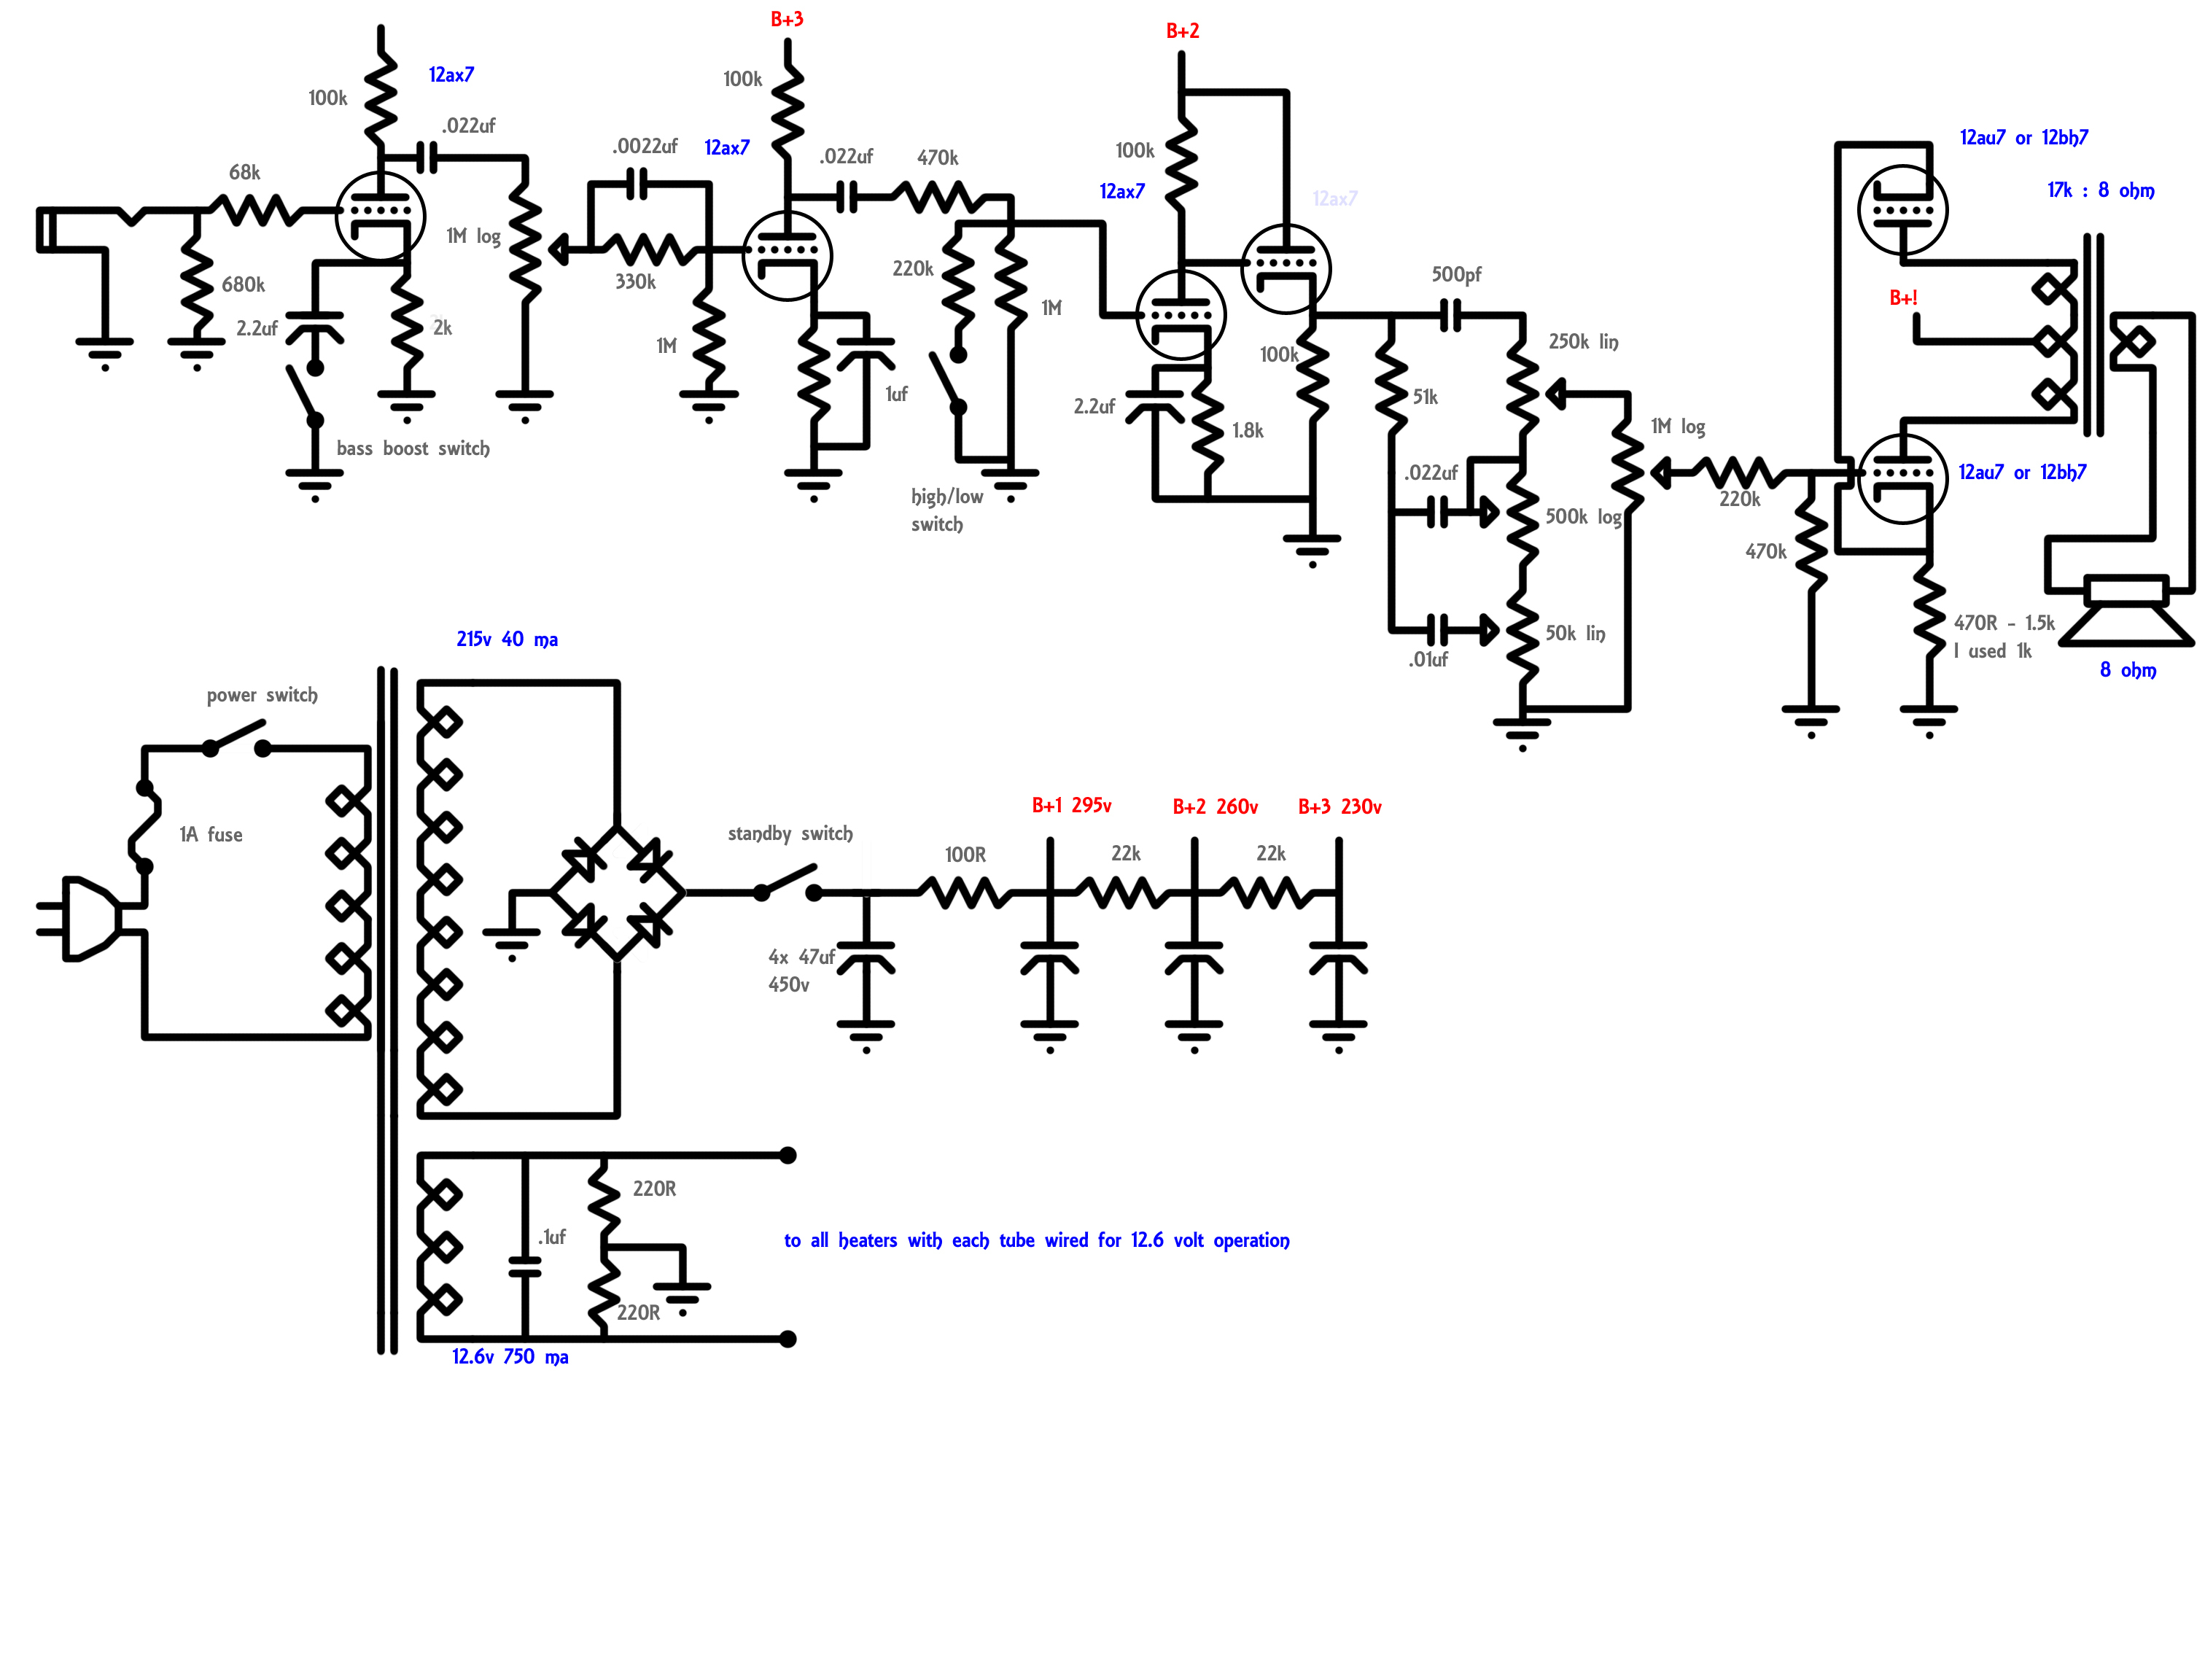 B+3
B+2
12ax7
100k
.022uf
68k
1M log
680k
2.2uf
2k
bass boost switch
.0022uf
12ax7
100k
.022uf
470k
330k
1M
220k
1M
1uf
high/low
switch
100k
12ax7
12ax7
2.2uf
1.8k
100k
500pf
51k
250k lin
.022uf
500k log
.01uf
50k lin
1M log
220k
470k
12au7 or 12bh7
17k : 8 ohm
B+!
12au7 or 12bh7
470R - 1.5k
I used 1k
8 ohm
215v 40 ma
power switch
1A fuse
standby switch
4x 47uf
450v
100R
B+1 295v
22k
B+2 260v
22k
B+3 230v
220R
.1uf
220R
to all heaters with each tube wired for 12.6 volt operation
12.6v 750 ma